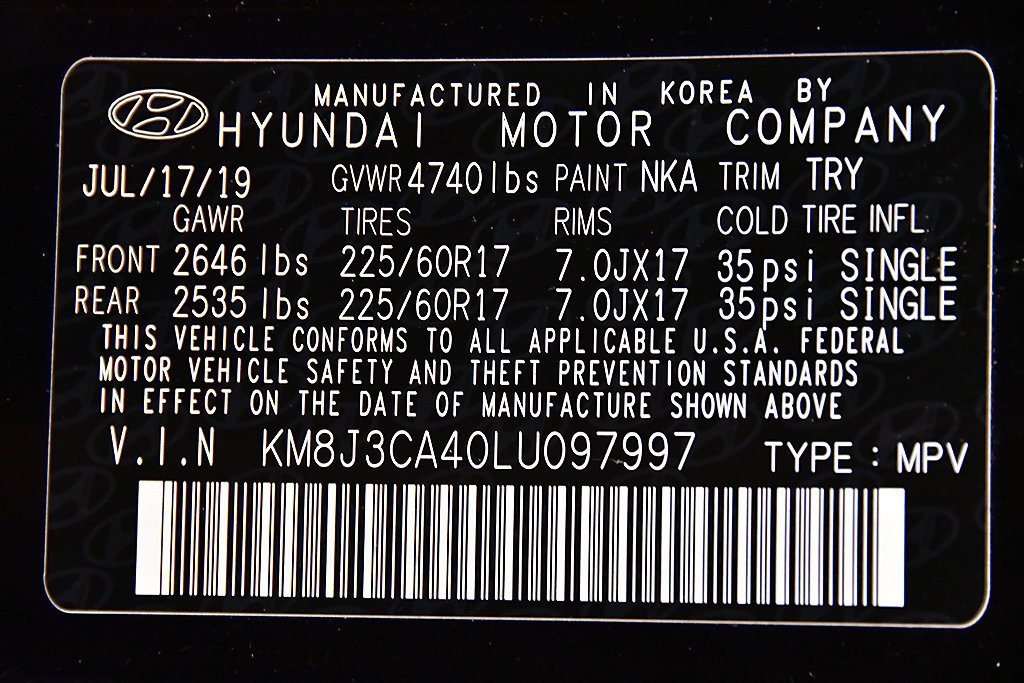 MANUFACTURED IN KOREA BY
HYUNDAI MOTOR COMPANY
JUL/17/19 GVWR 4740 lbs PAINT NKA TRIM TRY
GAWR TIRES RIMS COLD TIRE INFL.
FRONT 2646 lbs 225/60R17 7.0JX17 35psi SINGLE
REAR 2535 lbs 225/60R17 7.0JX17 35psi SINGLE
THIS VEHICLE CONFORMS TO ALL APPLICABLE U.S.A. FEDERAL
MOTOR VEHICLE SAFETY AND THEFT PREVENTION STANDARDS
IN EFFECT ON THE DATE OF MANUFACTURE SHOWN ABOVE
V.I.N KM8J3CA40LU097997 TYPE : MPV